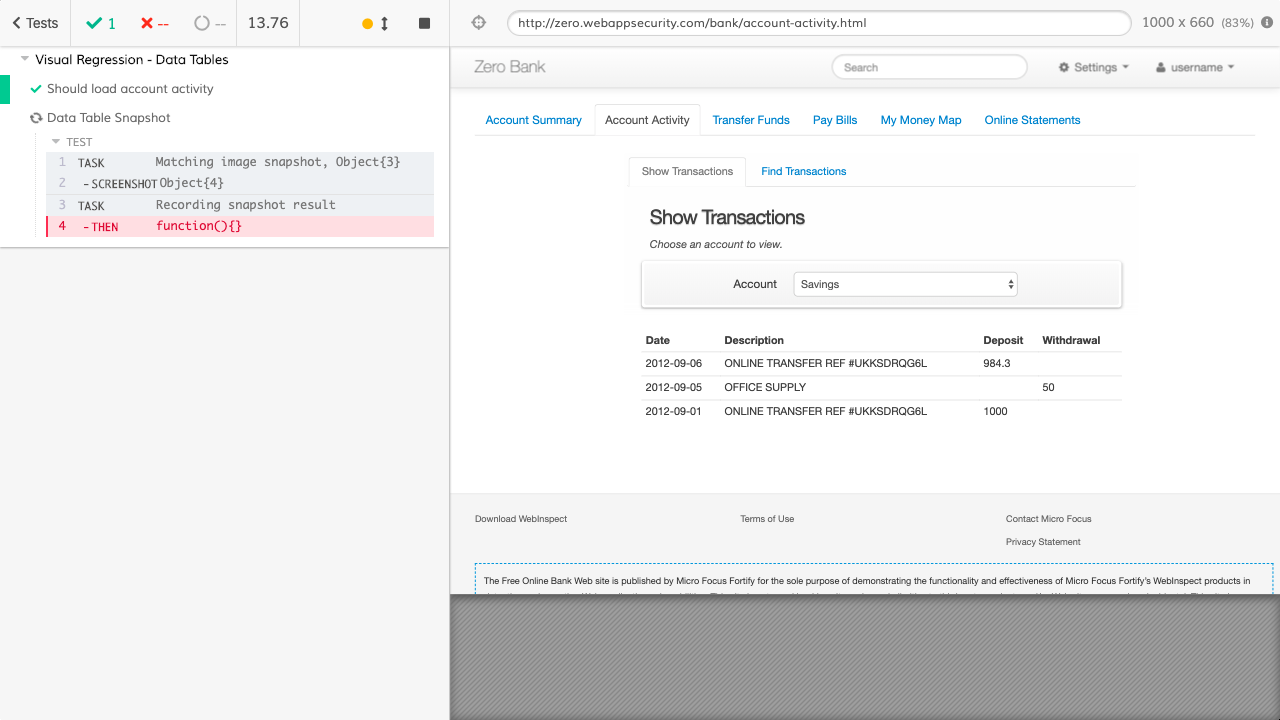 Tests 1 -- -- 13.76
http://zero.webappsecurity.com/bank/account-activity.html 1000 x 660 (83%)
Visual Regression - Data Tables
Should load account activity
Data Table Snapshot
TEST
1 TASK Matching image snapshot, Object{3}
2 -SCREENSHOT Object{4}
3 TASK Recording snapshot result
4 -THEN function(){}
Zero Bank Search Settings username
Account Summary Account Activity Transfer Funds Pay Bills My Money Map Online Statements
Show Transactions Find Transactions
Show Transactions
Choose an account to view.
Account Savings
Date Description Deposit Withdrawal
2012-09-06 ONLINE TRANSFER REF #UKKSDRQG6L 984.3
2012-09-05 OFFICE SUPPLY 50
2012-09-01 ONLINE TRANSFER REF #UKKSDRQG6L 1000
Download WebInspect Terms of Use Contact Micro Focus
Privacy Statement
The Free Online Bank Web site is published by Micro Focus Fortify for the sole purpose of demonstrating the functionality and effectiveness of Micro Focus Fortify's WebInspect products in